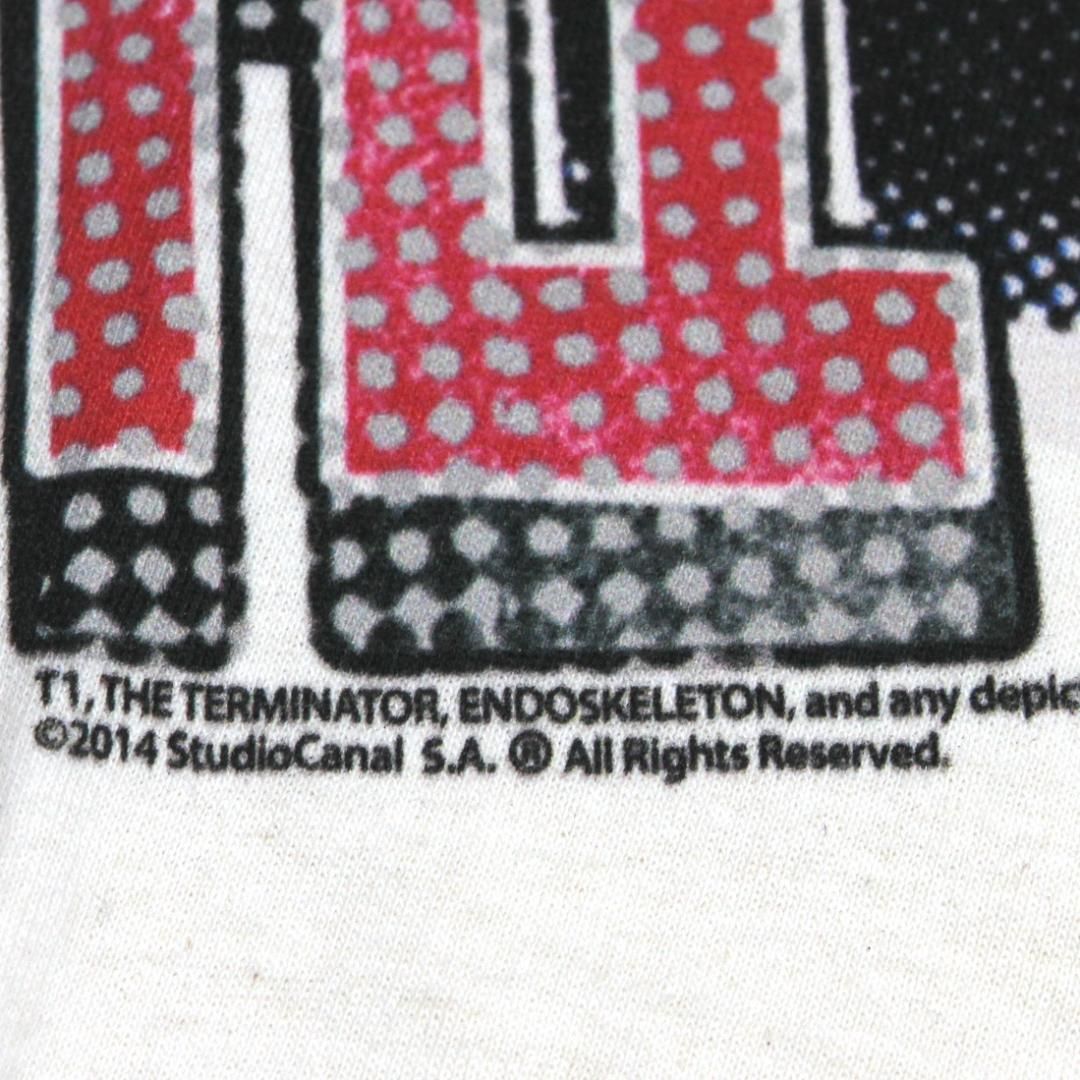 T1, THE TERMINATOR, ENDOSKELETON, and any
©2014 StudioCanal S.A. ® All Rights Reserved.